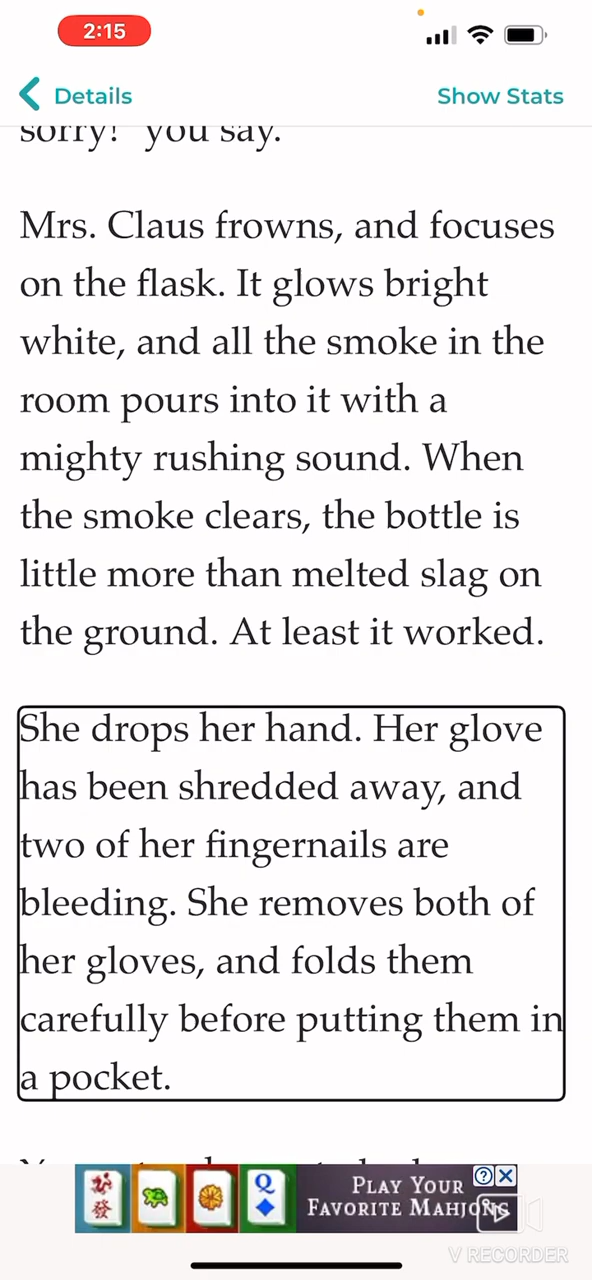 2:15
Details
Show Stats
sorry!" you say.
Mrs. Claus frowns, and focuses
on the flask. It glows bright
white, and all the smoke in the
room pours into it with a
mighty rushing sound. When
the smoke clears, the bottle is
little more than melted slag on
the ground. At least it worked.
She drops her hand. Her glove
has been shredded away, and
two of her fingernails are
bleeding. She removes both of
her gloves, and folds them
carefully before putting them in
a pocket.
發
Q
PLAY YOUR
FAVORITE MAHJONG
V RECORDER